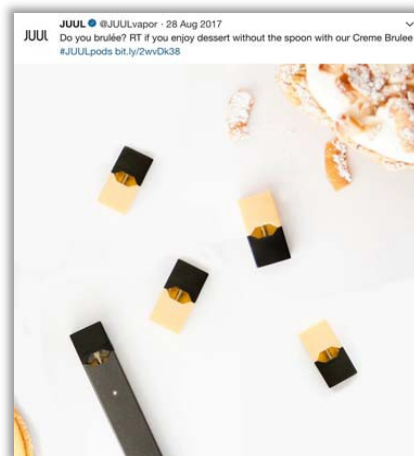 JUUL
JUUL @JUULvapor · 28 Aug 2017
Do you brulée? RT if you enjoy dessert without the spoon with our Creme Brulee
#JUULpods bit.ly/2wvDk38